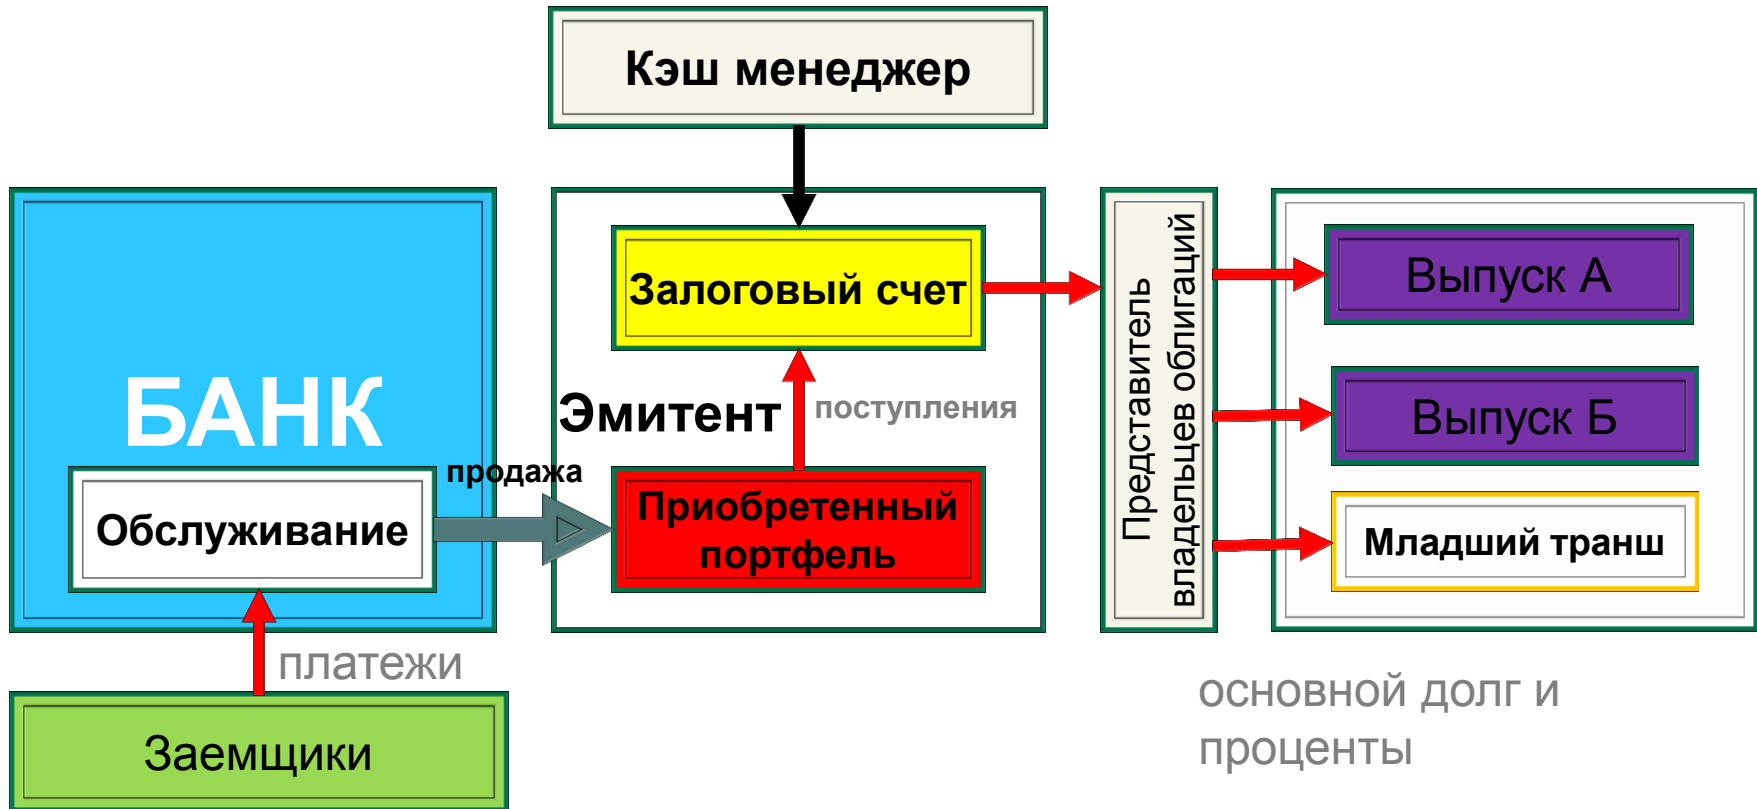 Кэш менеджер
БАНК
продажа
Обслуживание
платежи
Заемщики
Залоговый счет
Эмитент
поступления
Приобретенный
портфель
Представитель
владельцев облигаций
Выпуск А
Выпуск Б
Младший транш
основной долг и
проценты